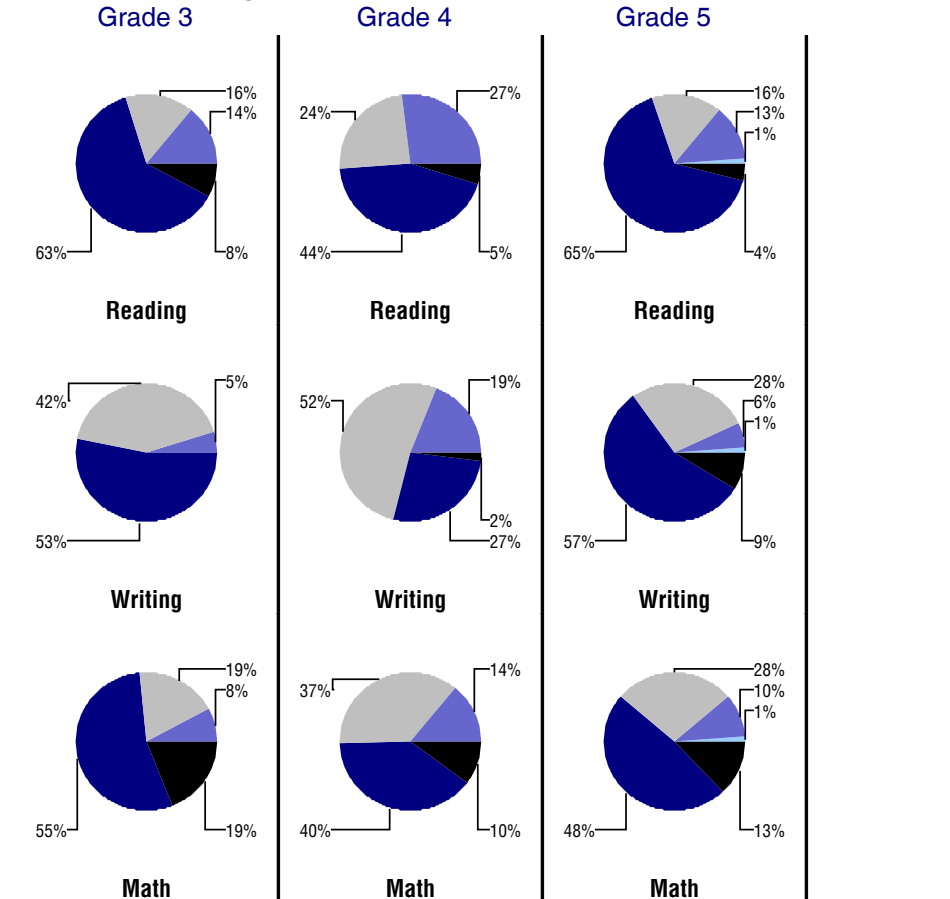 Grade 3 Grade 4 Grade 5
16% 27% 16%
14% 24% 13%
1%
63% 8% 44% 5% 65% 4%
Reading Reading Reading
5% 19% 28%
42% 52% 6%
1%
2%
53% 27% 57% 9%
Writing Writing Writing
19% 14% 28%
8% 37% 10%
1%
55% 19% 40% 10% 48% 13%
Math Math Math